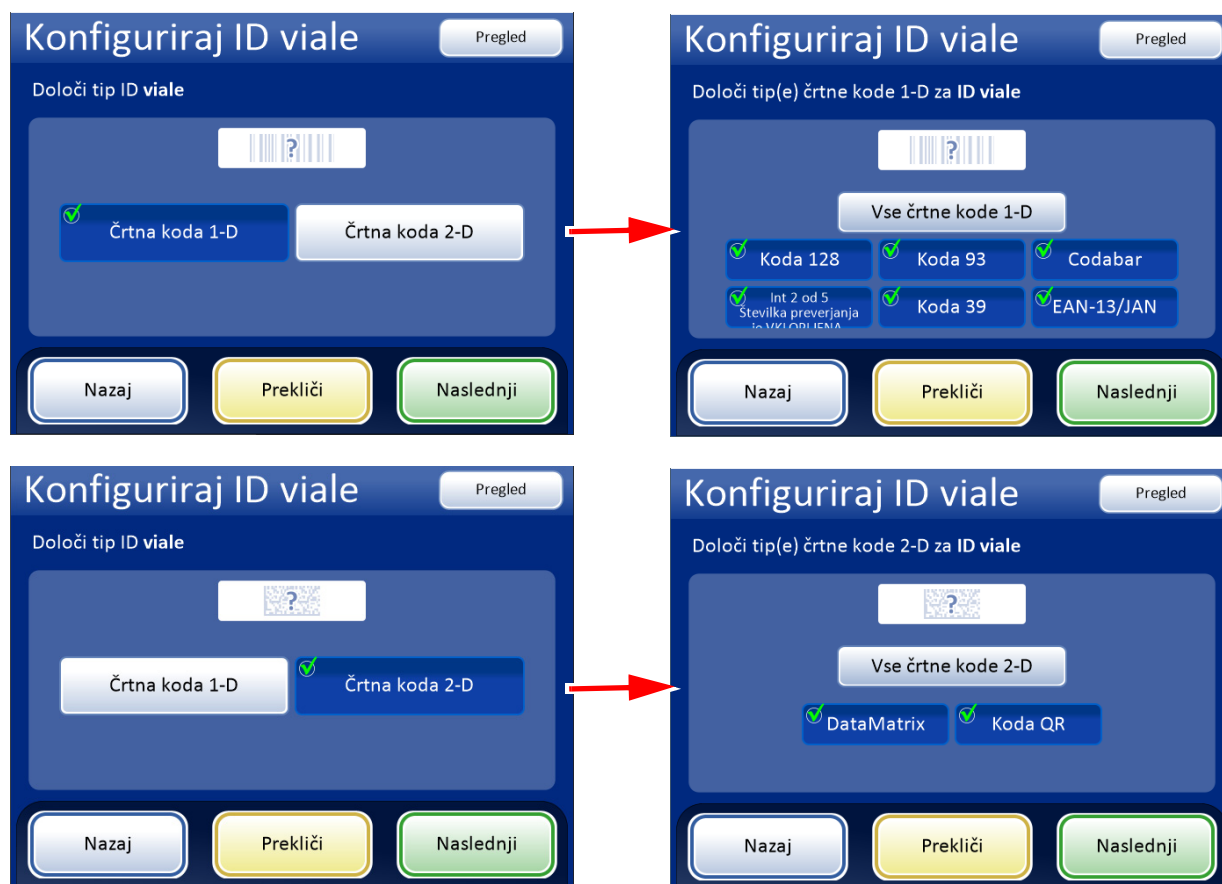 Konfiguriraj ID viale
Pregled
Določi tip ID viale
?
Črtna koda 1-D
Črtna koda 2-D
Nazaj
Prekliči
Naslednji
Konfiguriraj ID viale
Pregled
Določi tip(e) črtne kode 1-D za ID viale
?
Vse črtne kode 1-D
Koda 128
Koda 93
Codabar
Int 2 od 5
Številka preverjanja
je VKLOPLJENA
Koda 39
EAN-13/JAN
Nazaj
Prekliči
Naslednji
Konfiguriraj ID viale
Pregled
Določi tip ID viale
?
Črtna koda 1-D
Črtna koda 2-D
Nazaj
Prekliči
Naslednji
Konfiguriraj ID viale
Pregled
Določi tip(e) črtne kode 2-D za ID viale
?
Vse črtne kode 2-D
DataMatrix
Koda QR
Nazaj
Prekliči
Naslednji